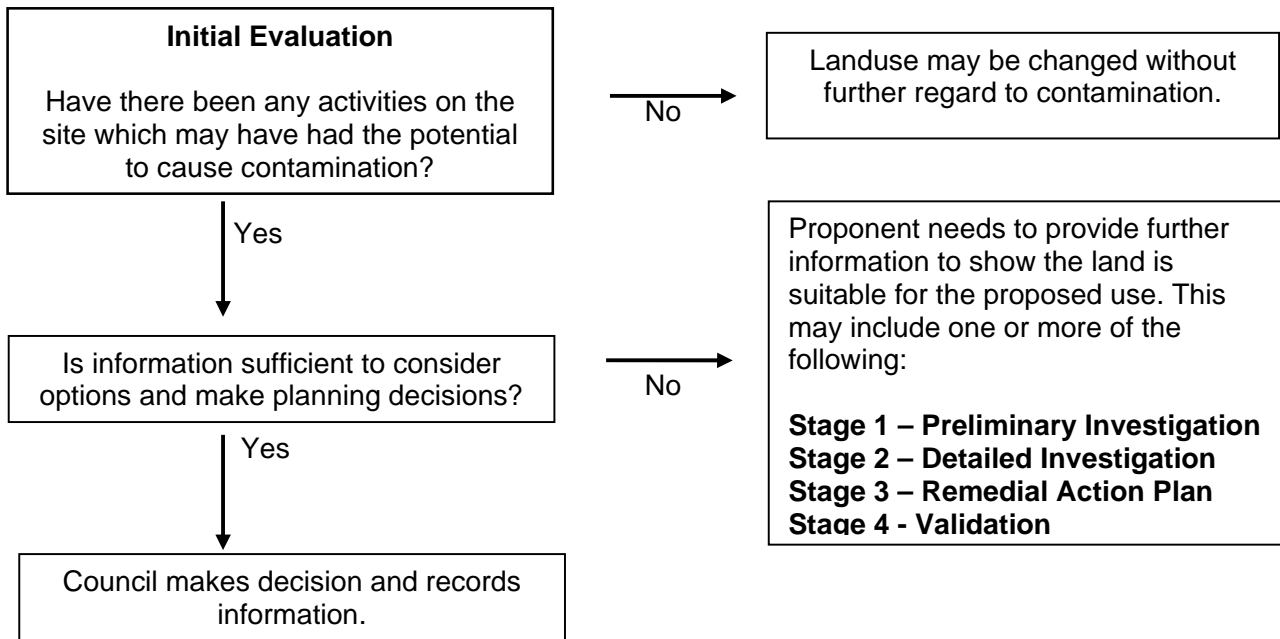 Initial Evaluation
Have there been any activities on the
site which may have had the potential
to cause contamination?
No
Landuse may be changed without
further regard to contamination.
Yes
Is information sufficient to consider
options and make planning decisions?
No
Proponent needs to provide further
information to show the land is
suitable for the proposed use. This
may include one or more of the
following:
Stage 1 – Preliminary Investigation
Stage 2 – Detailed Investigation
Stage 3 – Remedial Action Plan
Stage 4 - Validation
Yes
Council makes decision and records
information.